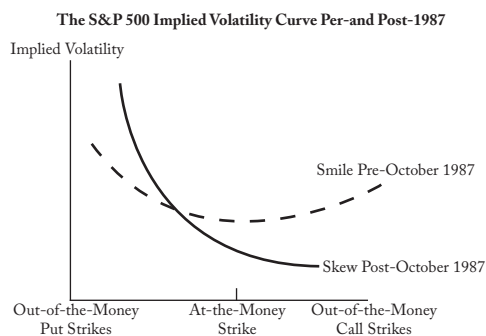 The S&P 500 Implied Volatility Curve Per-and Post-1987
Implied Volatility
Smile Pre-October 1987
Skew Post-October 1987
Out-of-the-Money
Put Strikes
At-the-Money
Strike
Out-of-the-Money
Call Strikes